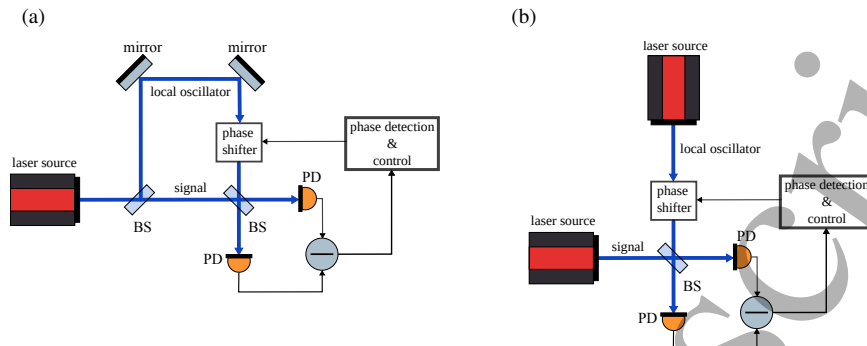 (a)
mirror
mirror
local oscillator
phase
shifter
phase detection
&
control
laser source
signal
PD
BS
BS
PD
(b)
laser source
local oscillator
phase
shifter
phase detection
&
control
laser source
signal
PD
BS
PD